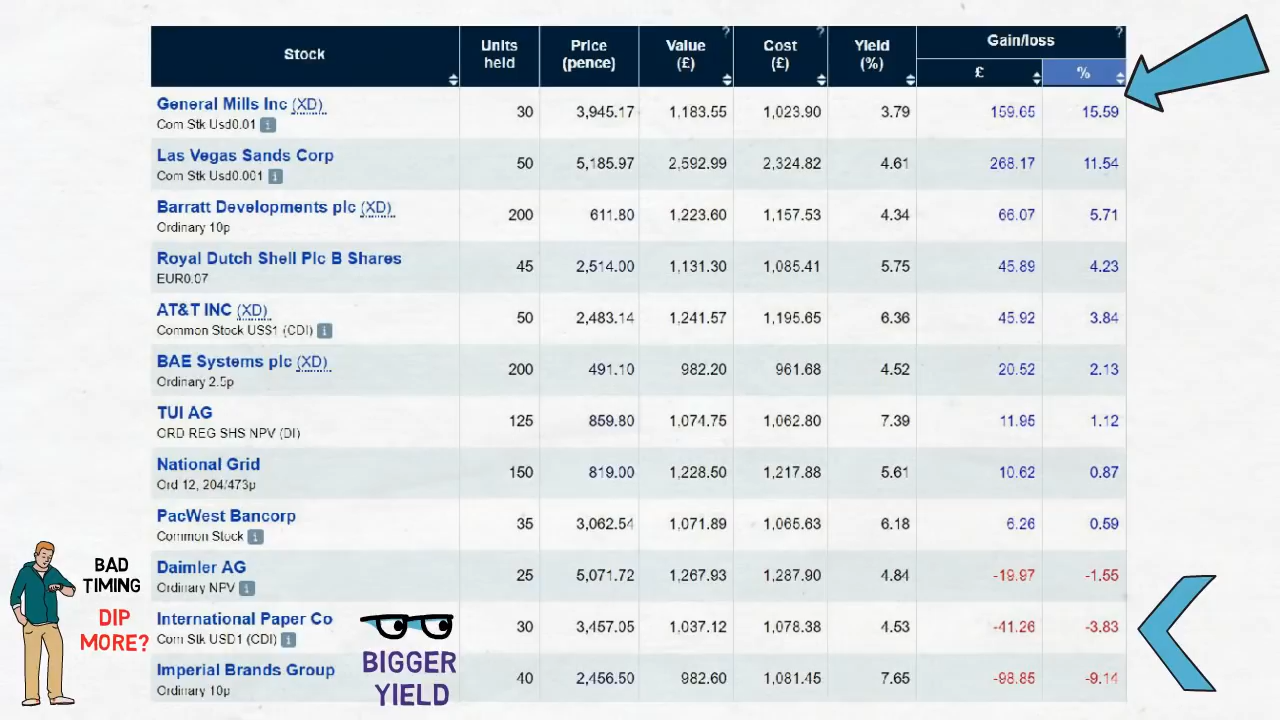 Stock Units held Price (pence) Value (£) ? Cost (£) ? Yield (%) Gain/loss ?
£ %
General Mills Inc (XD) 30 3,945.17 1,183.55 1,023.90 3.79 159.65 15.59
Com Stk Usd0.01 i
Las Vegas Sands Corp 50 5,185.97 2,592.99 2,324.82 4.61 268.17 11.54
Com Stk Usd0.001 i
Barratt Developments plc (XD) 200 611.80 1,223.60 1,157.53 4.34 66.07 5.71
Ordinary 10p
Royal Dutch Shell Plc B Shares 45 2,514.00 1,131.30 1,085.41 5.75 45.89 4.23
EUR0.07
AT&T INC (XD) 50 2,483.14 1,241.57 1,195.65 6.36 45.92 3.84
Common Stock US$1 (CDI) i
BAE Systems plc (XD) 200 491.10 982.20 961.68 4.52 20.52 2.13
Ordinary 2.5p
TUI AG 125 859.80 1,074.75 1,062.80 7.39 11.95 1.12
ORD REG SHS NPV (DI)
National Grid 150 819.00 1,228.50 1,217.88 5.61 10.62 0.87
Ord 12, 204/473p
PacWest Bancorp 35 3,062.54 1,071.89 1,065.63 6.18 6.26 0.59
Common Stock i
Daimler AG 25 5,071.72 1,267.93 1,287.90 4.84 -19.97 -1.55
Ordinary NPV i
International Paper Co 30 3,457.05 1,037.12 1,078.38 4.53 -41.26 -3.83
Com Stk USD1 (CDI) i
Imperial Brands Group 40 2,456.50 982.60 1,081.45 7.65 -98.85 -9.14
Ordinary 10p
BAD
TIMING
DIP
MORE?
BIGGER
YIELD